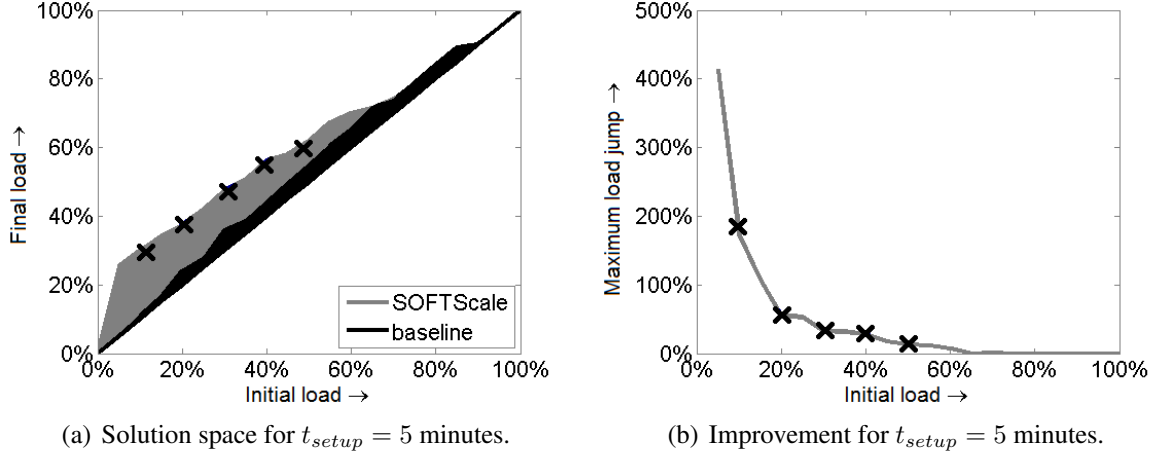 100%
80%
60%
40%
20%
0%
Final load →
0% 20% 40% 60% 80% 100%
Initial load →
SOFTScale
baseline
(a) Solution space for t_setup = 5 minutes.
500%
400%
300%
200%
100%
0%
Maximum load jump →
0% 20% 40% 60% 80% 100%
Initial load →
(b) Improvement for t_setup = 5 minutes.